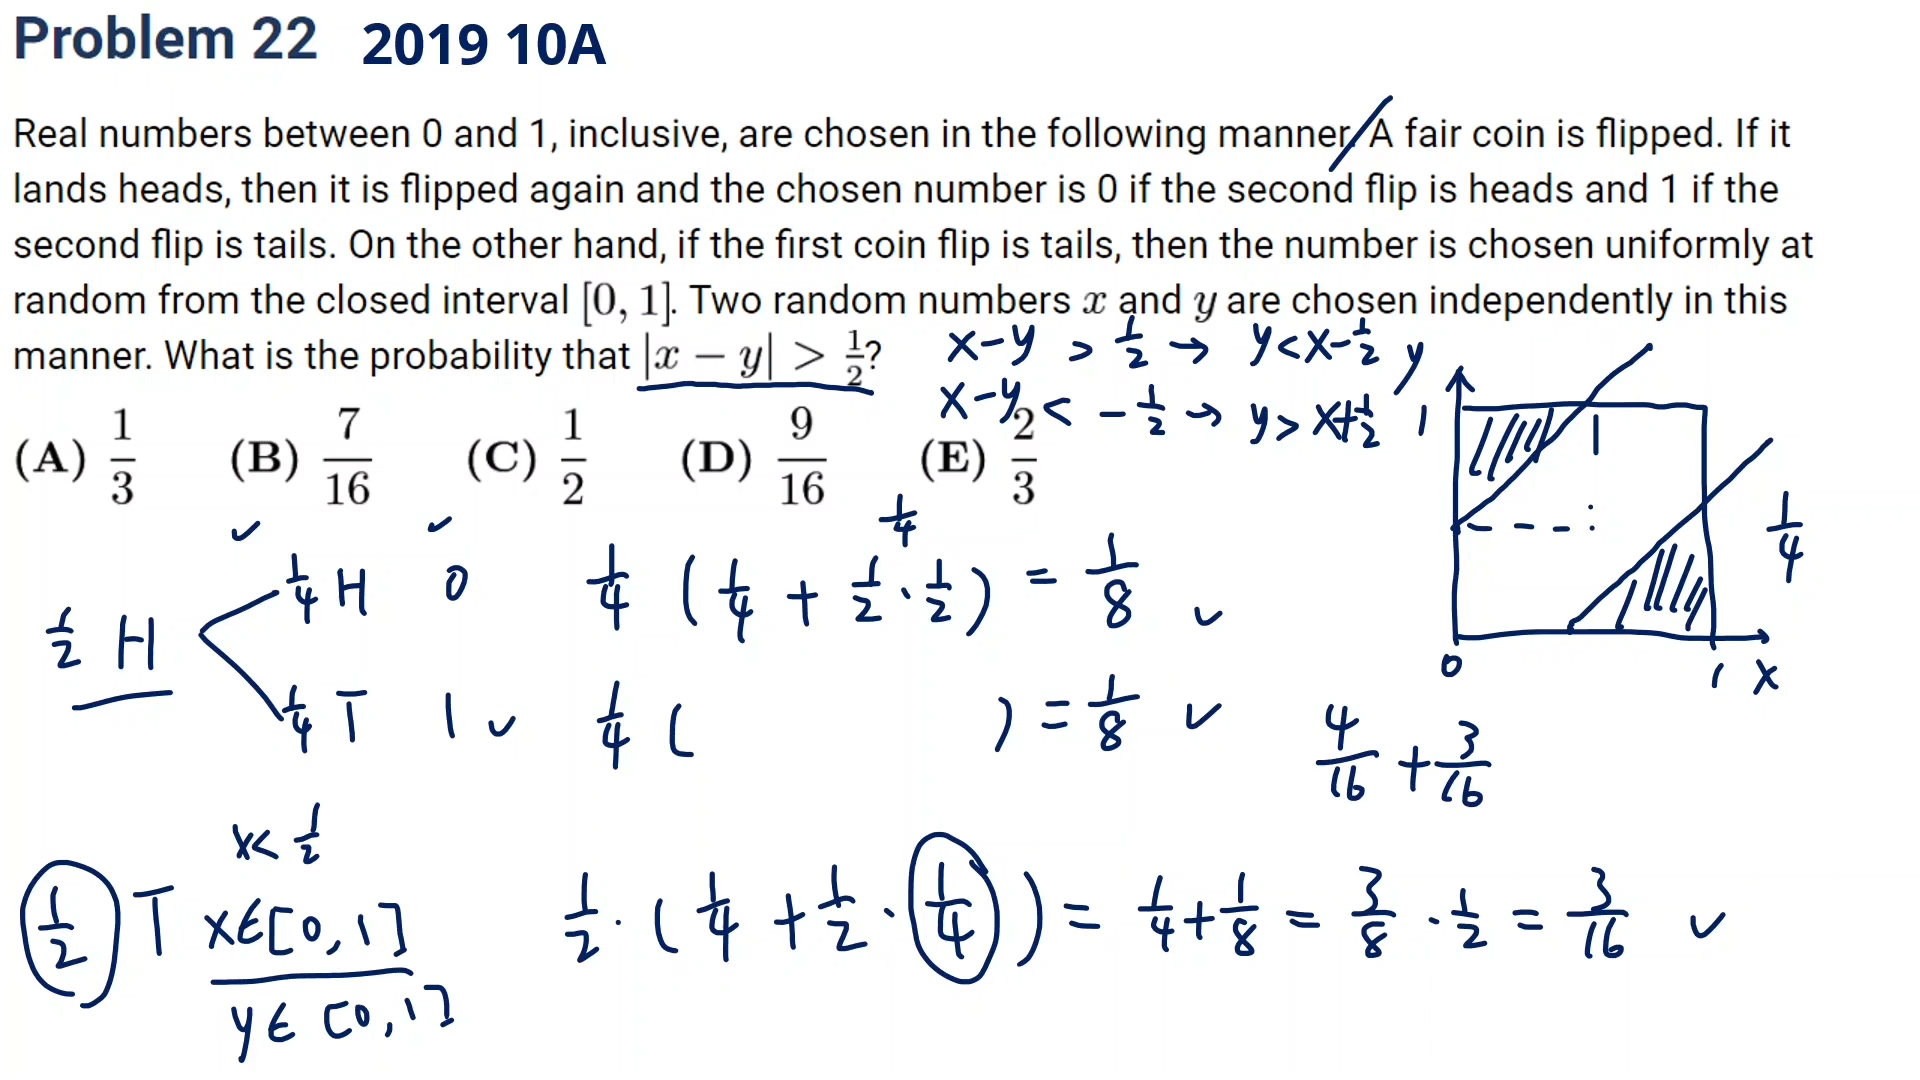 Problem 22 2019 10A
Real numbers between 0 and 1, inclusive, are chosen in the following manner. A fair coin is flipped. If it
lands heads, then it is flipped again and the chosen number is 0 if the second flip is heads and 1 if the
second flip is tails. On the other hand, if the first coin flip is tails, then the number is chosen uniformly at
random from the closed interval [0, 1]. Two random numbers x and y are chosen independently in this
manner. What is the probability that |x − y| > 1/2?
x-y > 1/2 → y<x-1/2
x-y < -1/2 → y> x+1/2
(A) 1/3 (B) 7/16 (C) 1/2 (D) 9/16 (E) 2/3
y
1
1/4
0
1 x
✓ ✓ 1/4
1/2 H
1/4 H 0 1/4 (1/4 + 1/2 · 1/2) = 1/8 ✓
1/4 T 1 ✓ 1/4 ( ) = 1/8 ✓
4/16 + 3/16
x< 1/2
1/2 T x∈[0,1] 1/2 · (1/4 + 1/2 · 1/4) = 1/4 + 1/8 = 3/8 · 1/2 = 3/16 ✓
y∈ [0,1]